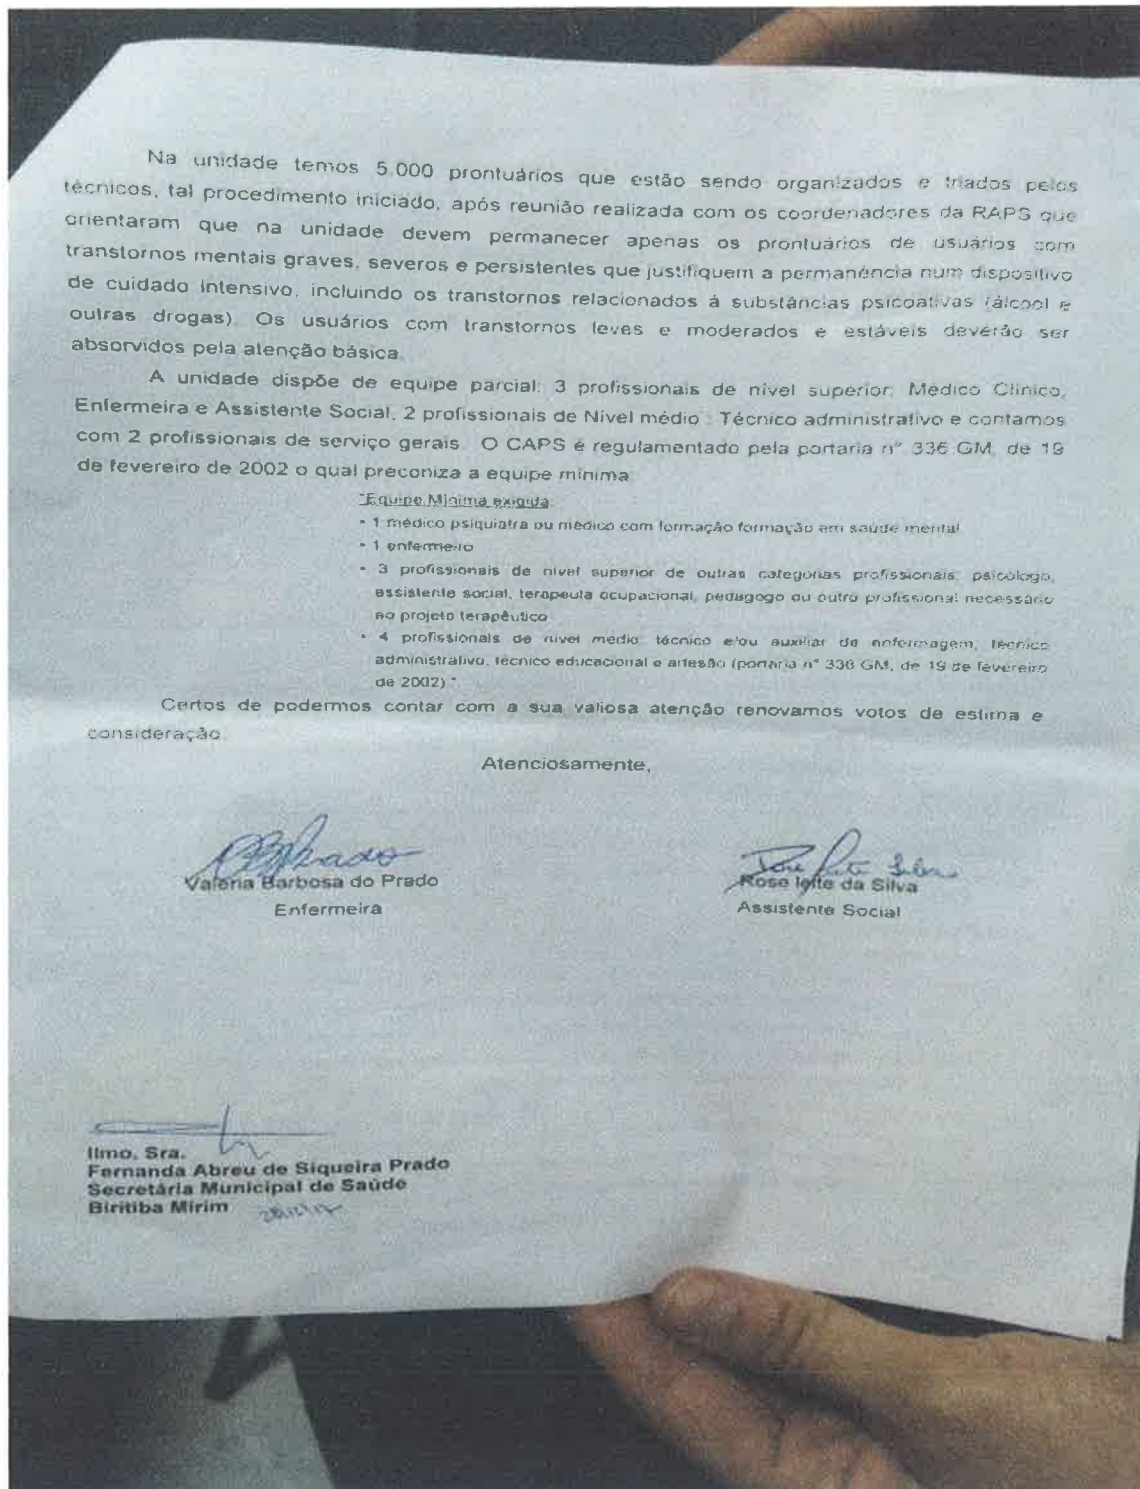 Na unidade temos 5.000 prontuários que estão sendo organizados e triados pelos
técnicos, tal procedimento iniciado, após reunião realizada com os coordenadores da RAPS que
orientaram que na unidade devem permanecer apenas os prontuários de usuários com
transtornos mentais graves, severos e persistentes que justifiquem a permanência num dispositivo
de cuidado intensivo, incluindo os transtornos relacionados à substâncias psicoativas (álcool e
outras drogas). Os usuários com transtornos leves e moderados e estáveis deverão ser
absorvidos pela atenção básica.
A unidade dispõe de equipe parcial: 3 profissionais de nível superior: Médico Clínico,
Enfermeira e Assistente Social, 2 profissionais de Nível médio : Técnico administrativo e contamos
com 2 profissionais de serviço gerais. O CAPS é regulamentado pela portaria n° 336 GM, de 19
de fevereiro de 2002 o qual preconiza a equipe mínima:
"Equipe Mínima exigida:
• 1 médico psiquiatra ou médico com formação formação em saúde mental
• 1 enfermeiro
• 3 profissionais de nível superior de outras categorias profissionais: psicólogo,
assistente social, terapeuta ocupacional, pedagogo ou outro profissional necessário
ao projeto terapêutico
• 4 profissionais de nível médio: técnico e/ou auxiliar de enfermagem, técnico
administrativo, técnico educacional e artesão (portaria n° 336 GM, de 19 de fevereiro
de 2002)."
Certos de podermos contar com a sua valiosa atenção renovamos votos de estima e
consideração.
Atenciosamente,
Valéria Barbosa do Prado
Enfermeira
Rose leite da Silva
Assistente Social
Ilmo. Sra.
Fernanda Abreu de Siqueira Prado
Secretária Municipal de Saúde
Biritiba Mirim